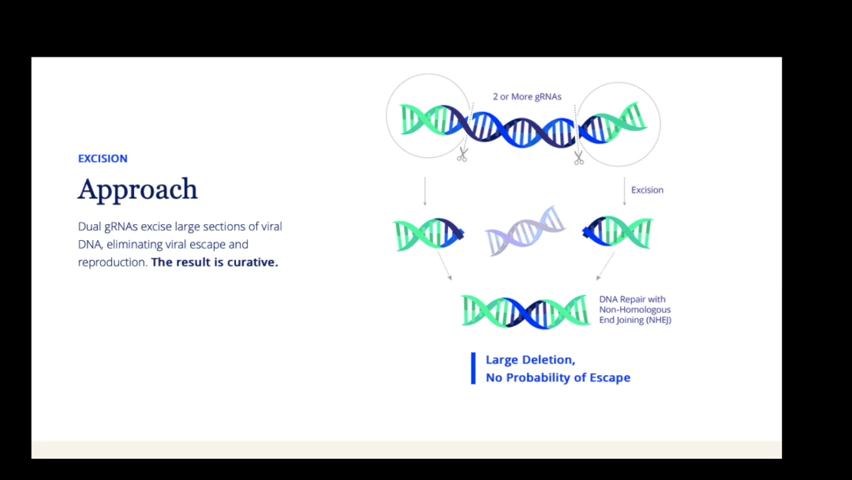 EXCISION
Approach
Dual gRNAs excise large sections of viral
DNA, eliminating viral escape and
reproduction. The result is curative.
2 or More gRNAs
Excision
DNA Repair with
Non-Homologous
End Joining (NHEJ)
Large Deletion,
No Probability of Escape